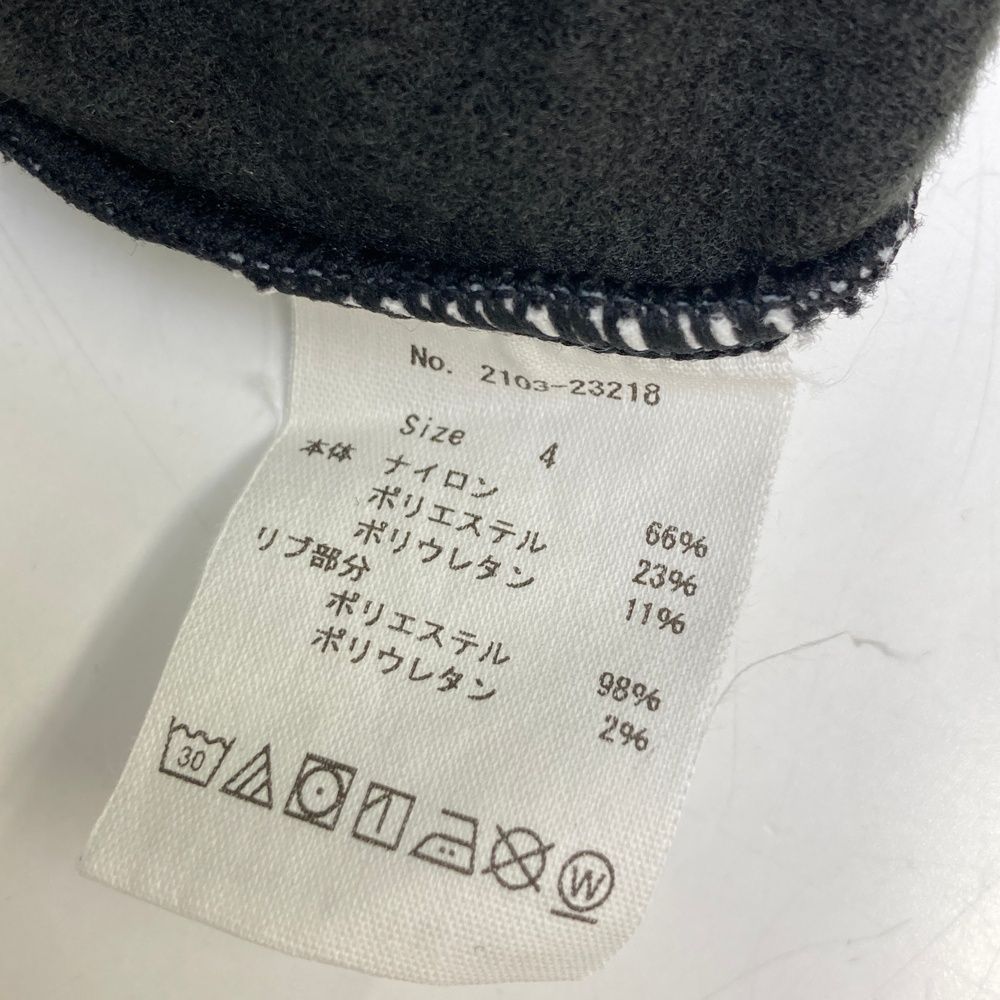 No. 2103-23218
Size 4
本体 ナイロン 66%
ポリエステル 23%
ポリウレタン 11%
リブ部分
ポリエステル 98%
ポリウレタン 2%
30
W